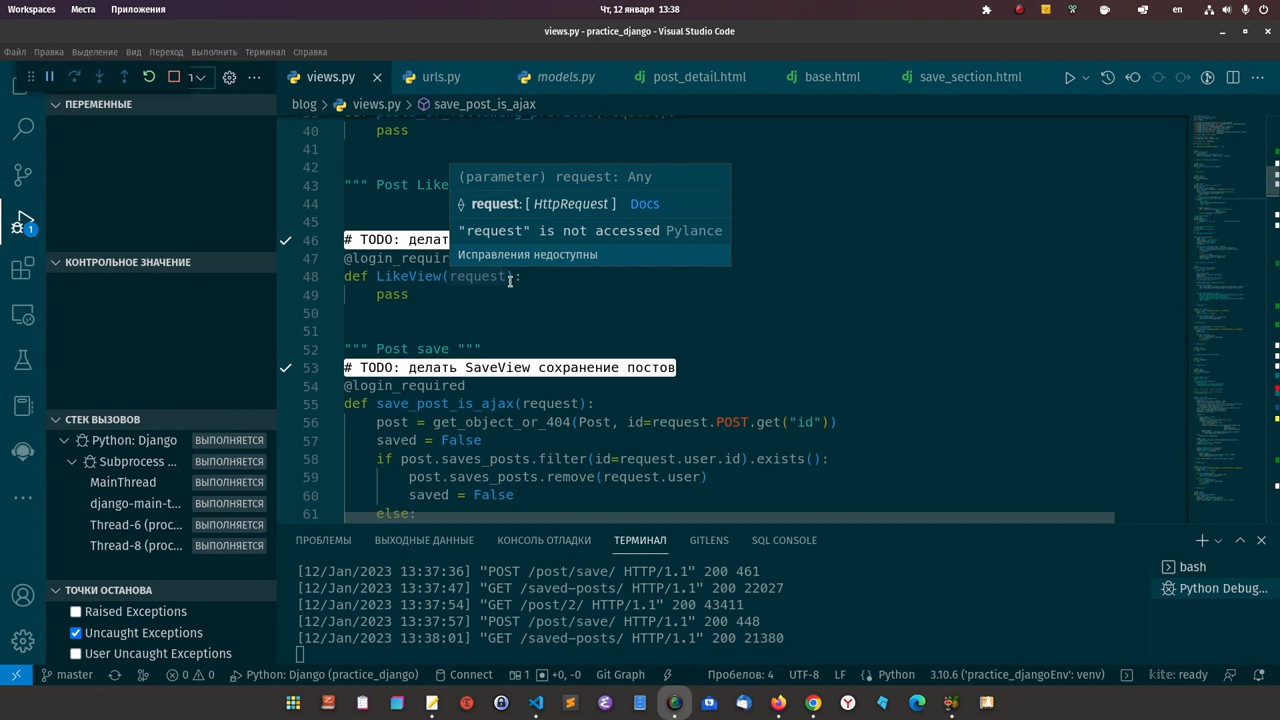 Workspaces Места Приложения Чт, 12 января 13:38 en
views.py - practice_django - Visual Studio Code
Файл Правка Выделение Вид Переход Выполнить Терминал Справка
views.py urls.py models.py post_detail.html base.html save_section.html
ПЕРЕМЕННЫЕ
blog > views.py > save_post_is_ajax
40 pass
41
42
43 """ Post Like
44
45
46 # TODO: делат
47 @login_requir
48 def LikeView(request):
49 pass
50
51
52 """ Post save """
53 # TODO: делать SaveView сохранение постов
54 @login_required
55 def save_post_is_ajax(request):
56 post = get_object_or_404(Post, id=request.POST.get("id"))
57 saved = False
58 if post.saves_posts.filter(id=request.user.id).exists():
59 post.saves_posts.remove(request.user)
60 saved = False
61 else:
(parameter) request: Any
request: [ HttpRequest ] Docs
"request" is not accessed Pylance
Исправления недоступны
КОНТРОЛЬНОЕ ЗНАЧЕНИЕ
СТЕК ВЫЗОВОВ
Python: Django ВЫПОЛНЯЕТСЯ
Subprocess ... ВЫПОЛНЯЕТСЯ
MainThread ВЫПОЛНЯЕТСЯ
django-main-t... ВЫПОЛНЯЕТСЯ
Thread-6 (proc... ВЫПОЛНЯЕТСЯ
Thread-8 (proc... ВЫПОЛНЯЕТСЯ
ТОЧКИ ОСТАНОВА
Raised Exceptions
Uncaught Exceptions
User Uncaught Exceptions
ПРОБЛЕМЫ ВЫХОДНЫЕ ДАННЫЕ КОНСОЛЬ ОТЛАДКИ ТЕРМИНАЛ GITLENS SQL CONSOLE
[12/Jan/2023 13:37:36] "POST /post/save/ HTTP/1.1" 200 461
[12/Jan/2023 13:37:47] "GET /saved-posts/ HTTP/1.1" 200 22027
[12/Jan/2023 13:37:54] "GET /post/2/ HTTP/1.1" 200 43411
[12/Jan/2023 13:37:57] "POST /post/save/ HTTP/1.1" 200 448
[12/Jan/2023 13:38:01] "GET /saved-posts/ HTTP/1.1" 200 21380
bash
Python Debug...
master 0 0 Python: Django (practice_django) Connect 1 +0, -0 Git Graph Пробелов: 4 UTF-8 LF Python 3.10.6 ('practice_djangoEnv': venv) kite: ready